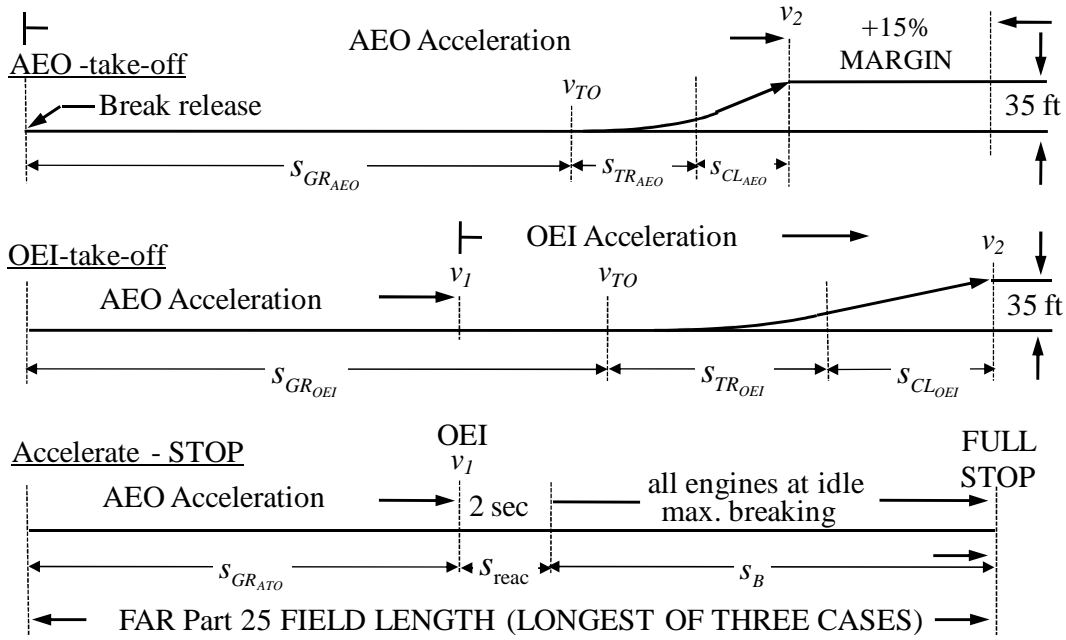 AEO Acceleration
v2
+15%
MARGIN
AEO -take-off
Break release
vTO
35 ft
sGRAEO
sTRAEO
sCLAEO
OEI Acceleration
OEI-take-off
v1
vTO
v2
AEO Acceleration
35 ft
sGROEI
sTROEI
sCLOEI
Accelerate - STOP
OEI
v1
FULL
STOP
AEO Acceleration
2 sec
all engines at idle
max. breaking
sGRATO
sreac
sB
FAR Part 25 FIELD LENGTH (LONGEST OF THREE CASES)